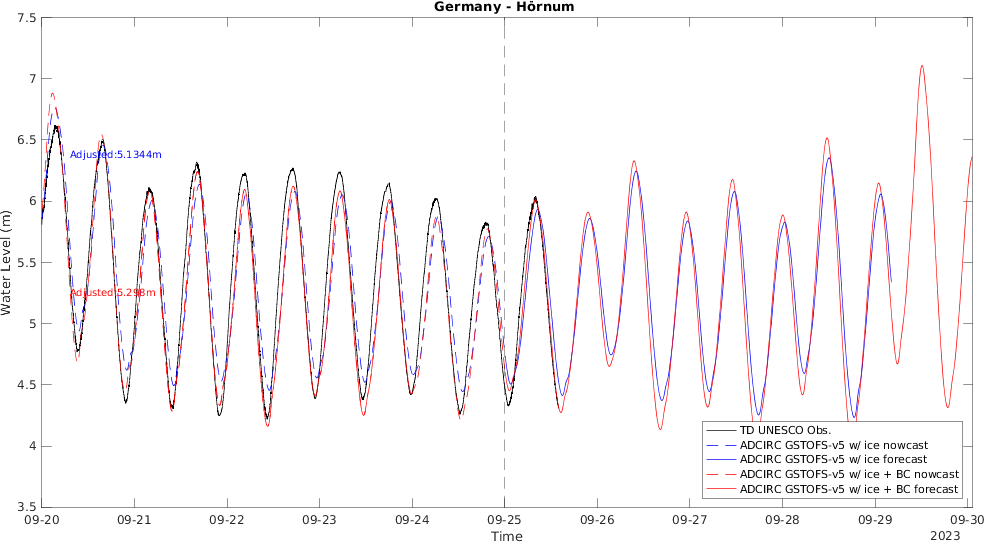 Germany - Hörnum
7.5
7
6.5
6
5.5
5
4.5
4
3.5
Water Level (m)
Adjusted:5.1344m
Adjusted:5.298m
TD UNESCO Obs.
ADCIRC GSTOFS-v5 w/ ice nowcast
ADCIRC GSTOFS-v5 w/ ice forecast
ADCIRC GSTOFS-v5 w/ ice + BC nowcast
ADCIRC GSTOFS-v5 w/ ice + BC forecast
09-20 09-21 09-22 09-23 09-24 09-25 09-26 09-27 09-28 09-29 09-30
Time
2023